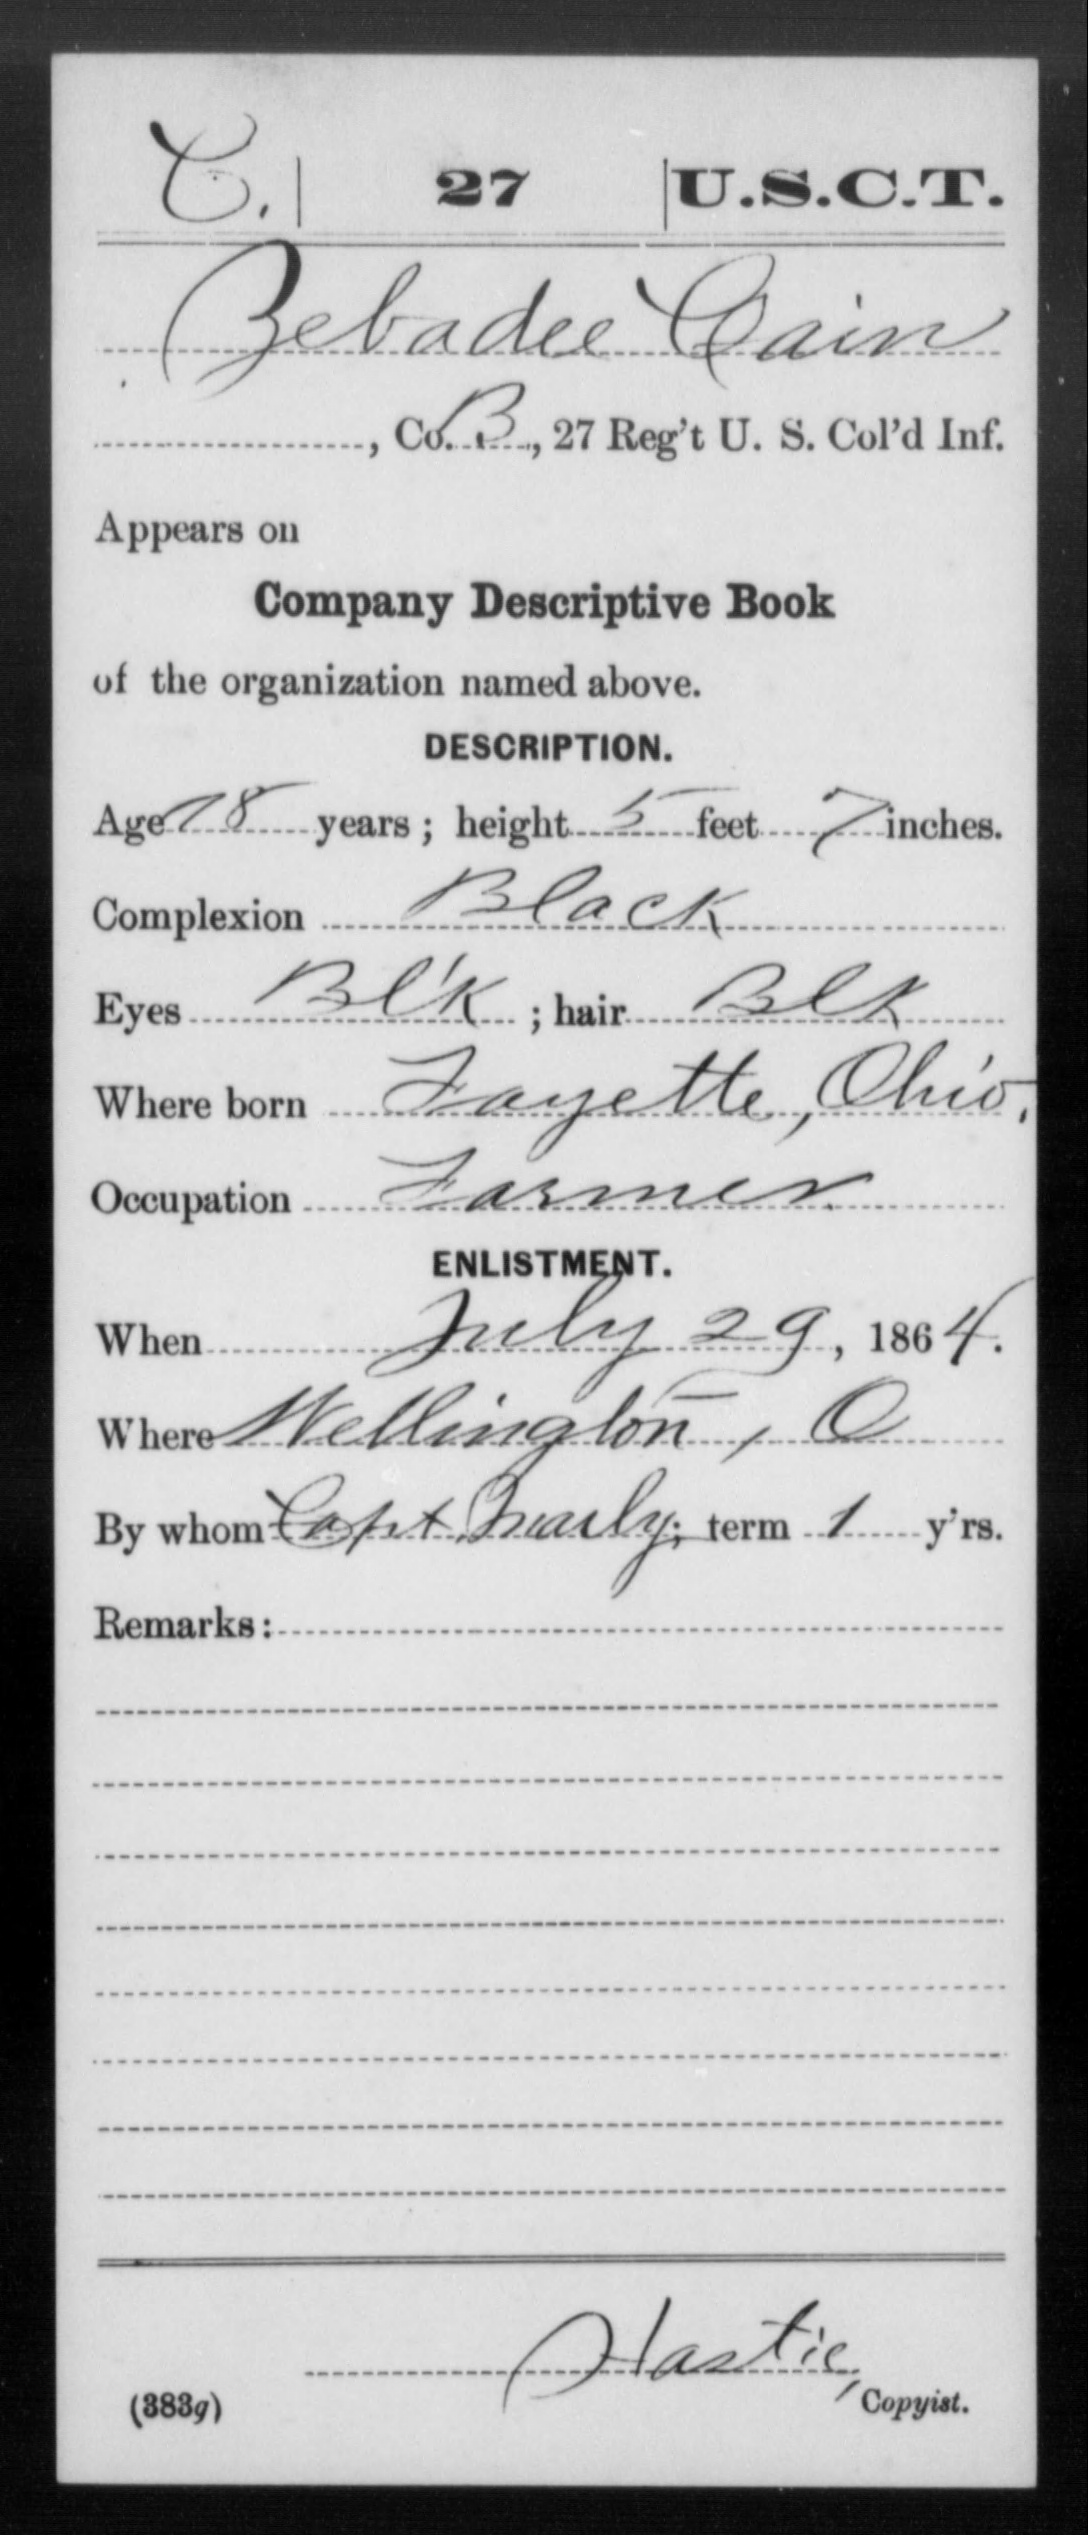 C. | 27 | U.S.C.T.
Zebadee Cain
, Co. B, 27 Reg't U. S. Col'd Inf.
Appears on
Company Descriptive Book
of the organization named above.
DESCRIPTION.
Age 18 years; height 5 feet 7 inches.
Complexion Black
Eyes Bl'k ; hair Blk
Where born Fayette, Ohio.
Occupation Farmer
ENLISTMENT.
When July 29, 1864.
Where Wellington, O
By whom Capt ; term 1 y'rs.
Remarks:
Hastie,
(383g) Copyist.